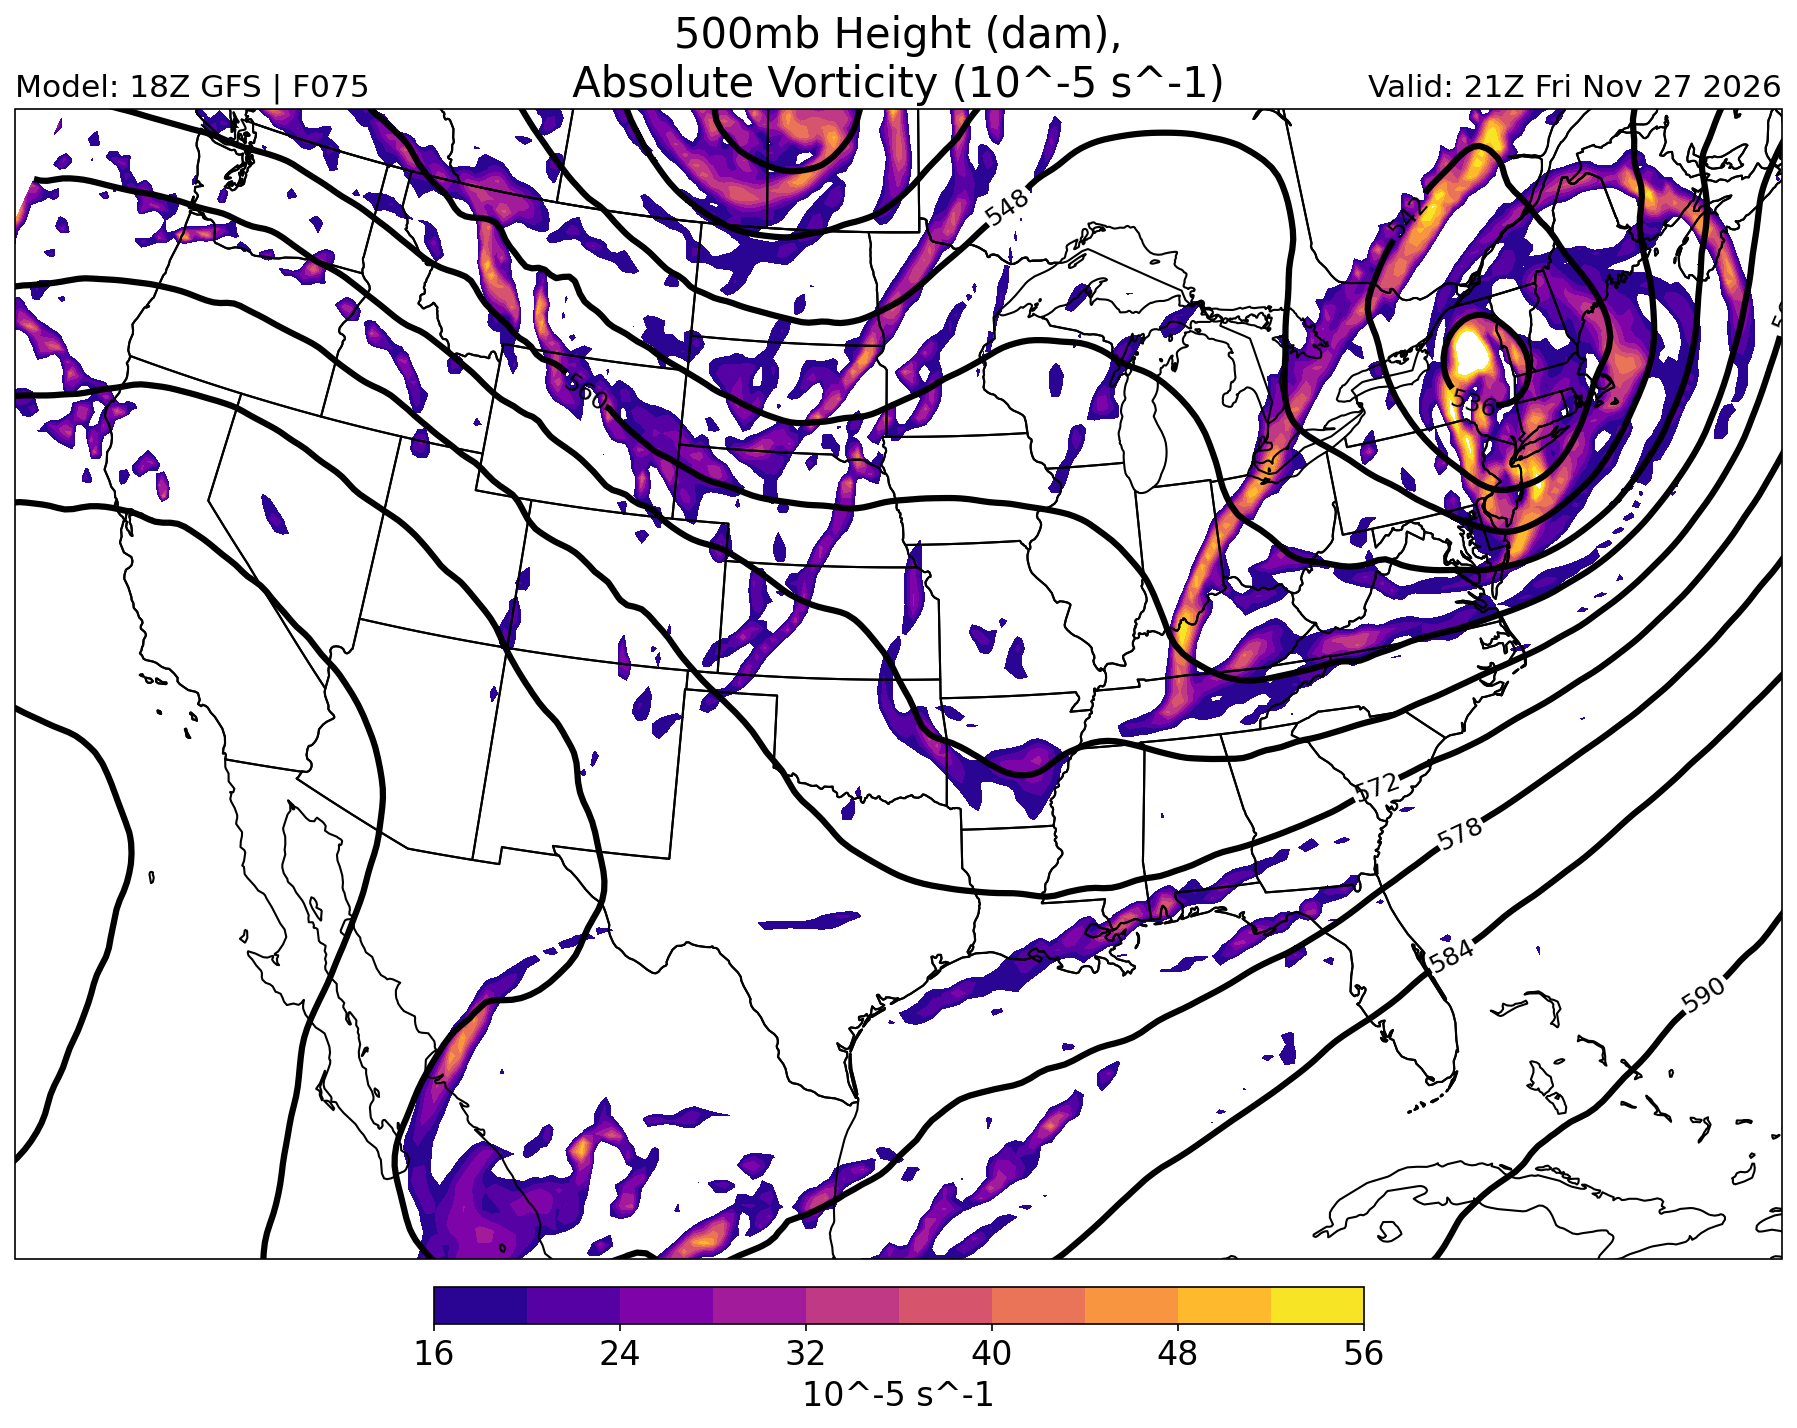 500mb Height (dam),
Absolute Vorticity (10^-5 s^-1)
Model: 18Z GFS | F075
Valid: 21Z Fri Nov 27 2026
548
542
560
536
572
578
584
590
16 24 32 40 48 56
10^-5 s^-1